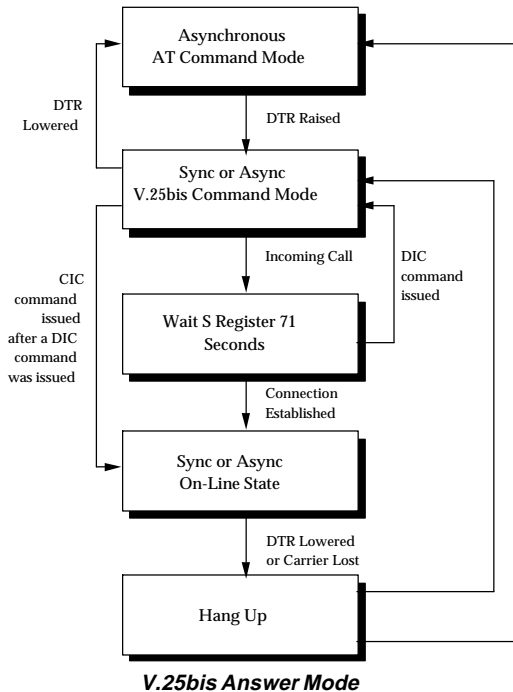 Asynchronous
AT Command Mode
DTR
Lowered
DTR Raised
Sync or Async
V.25bis Command Mode
Incoming Call
DIC
command
issued
CIC
command
issued
after a DIC
command
was issued
Wait S Register 71
Seconds
Connection
Established
Sync or Async
On-Line State
DTR Lowered
or Carrier Lost
Hang Up
V.25bis Answer Mode